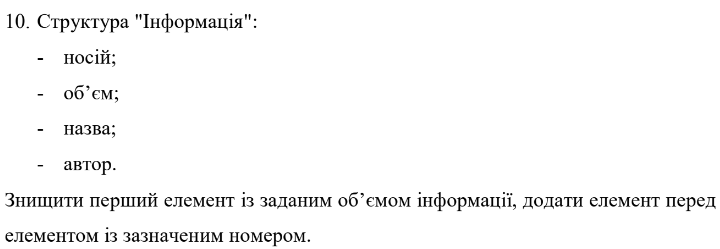 10. Структура "Інформація":
- носій;
- об’єм;
- назва;
- автор.
Знищити перший елемент із заданим об’ємом інформації, додати елемент перед
елементом із зазначеним номером.